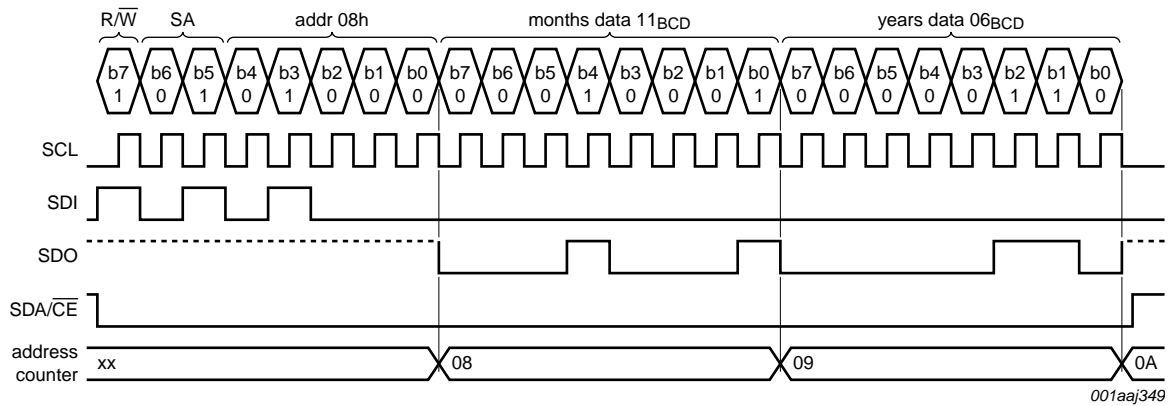 R/W SA addr 08h months data 11BCD years data 06BCD
b7 b6 b5 b4 b3 b2 b1 b0 b7 b6 b5 b4 b3 b2 b1 b0 b7 b6 b5 b4 b3 b2 b1 b0
1 0 1 0 1 0 0 0 0 0 0 1 0 0 0 1 0 0 0 0 0 1 1 0
SCL
SDI
SDO
SDA/CE
address
counter
xx 08 09 0A
001aaj349